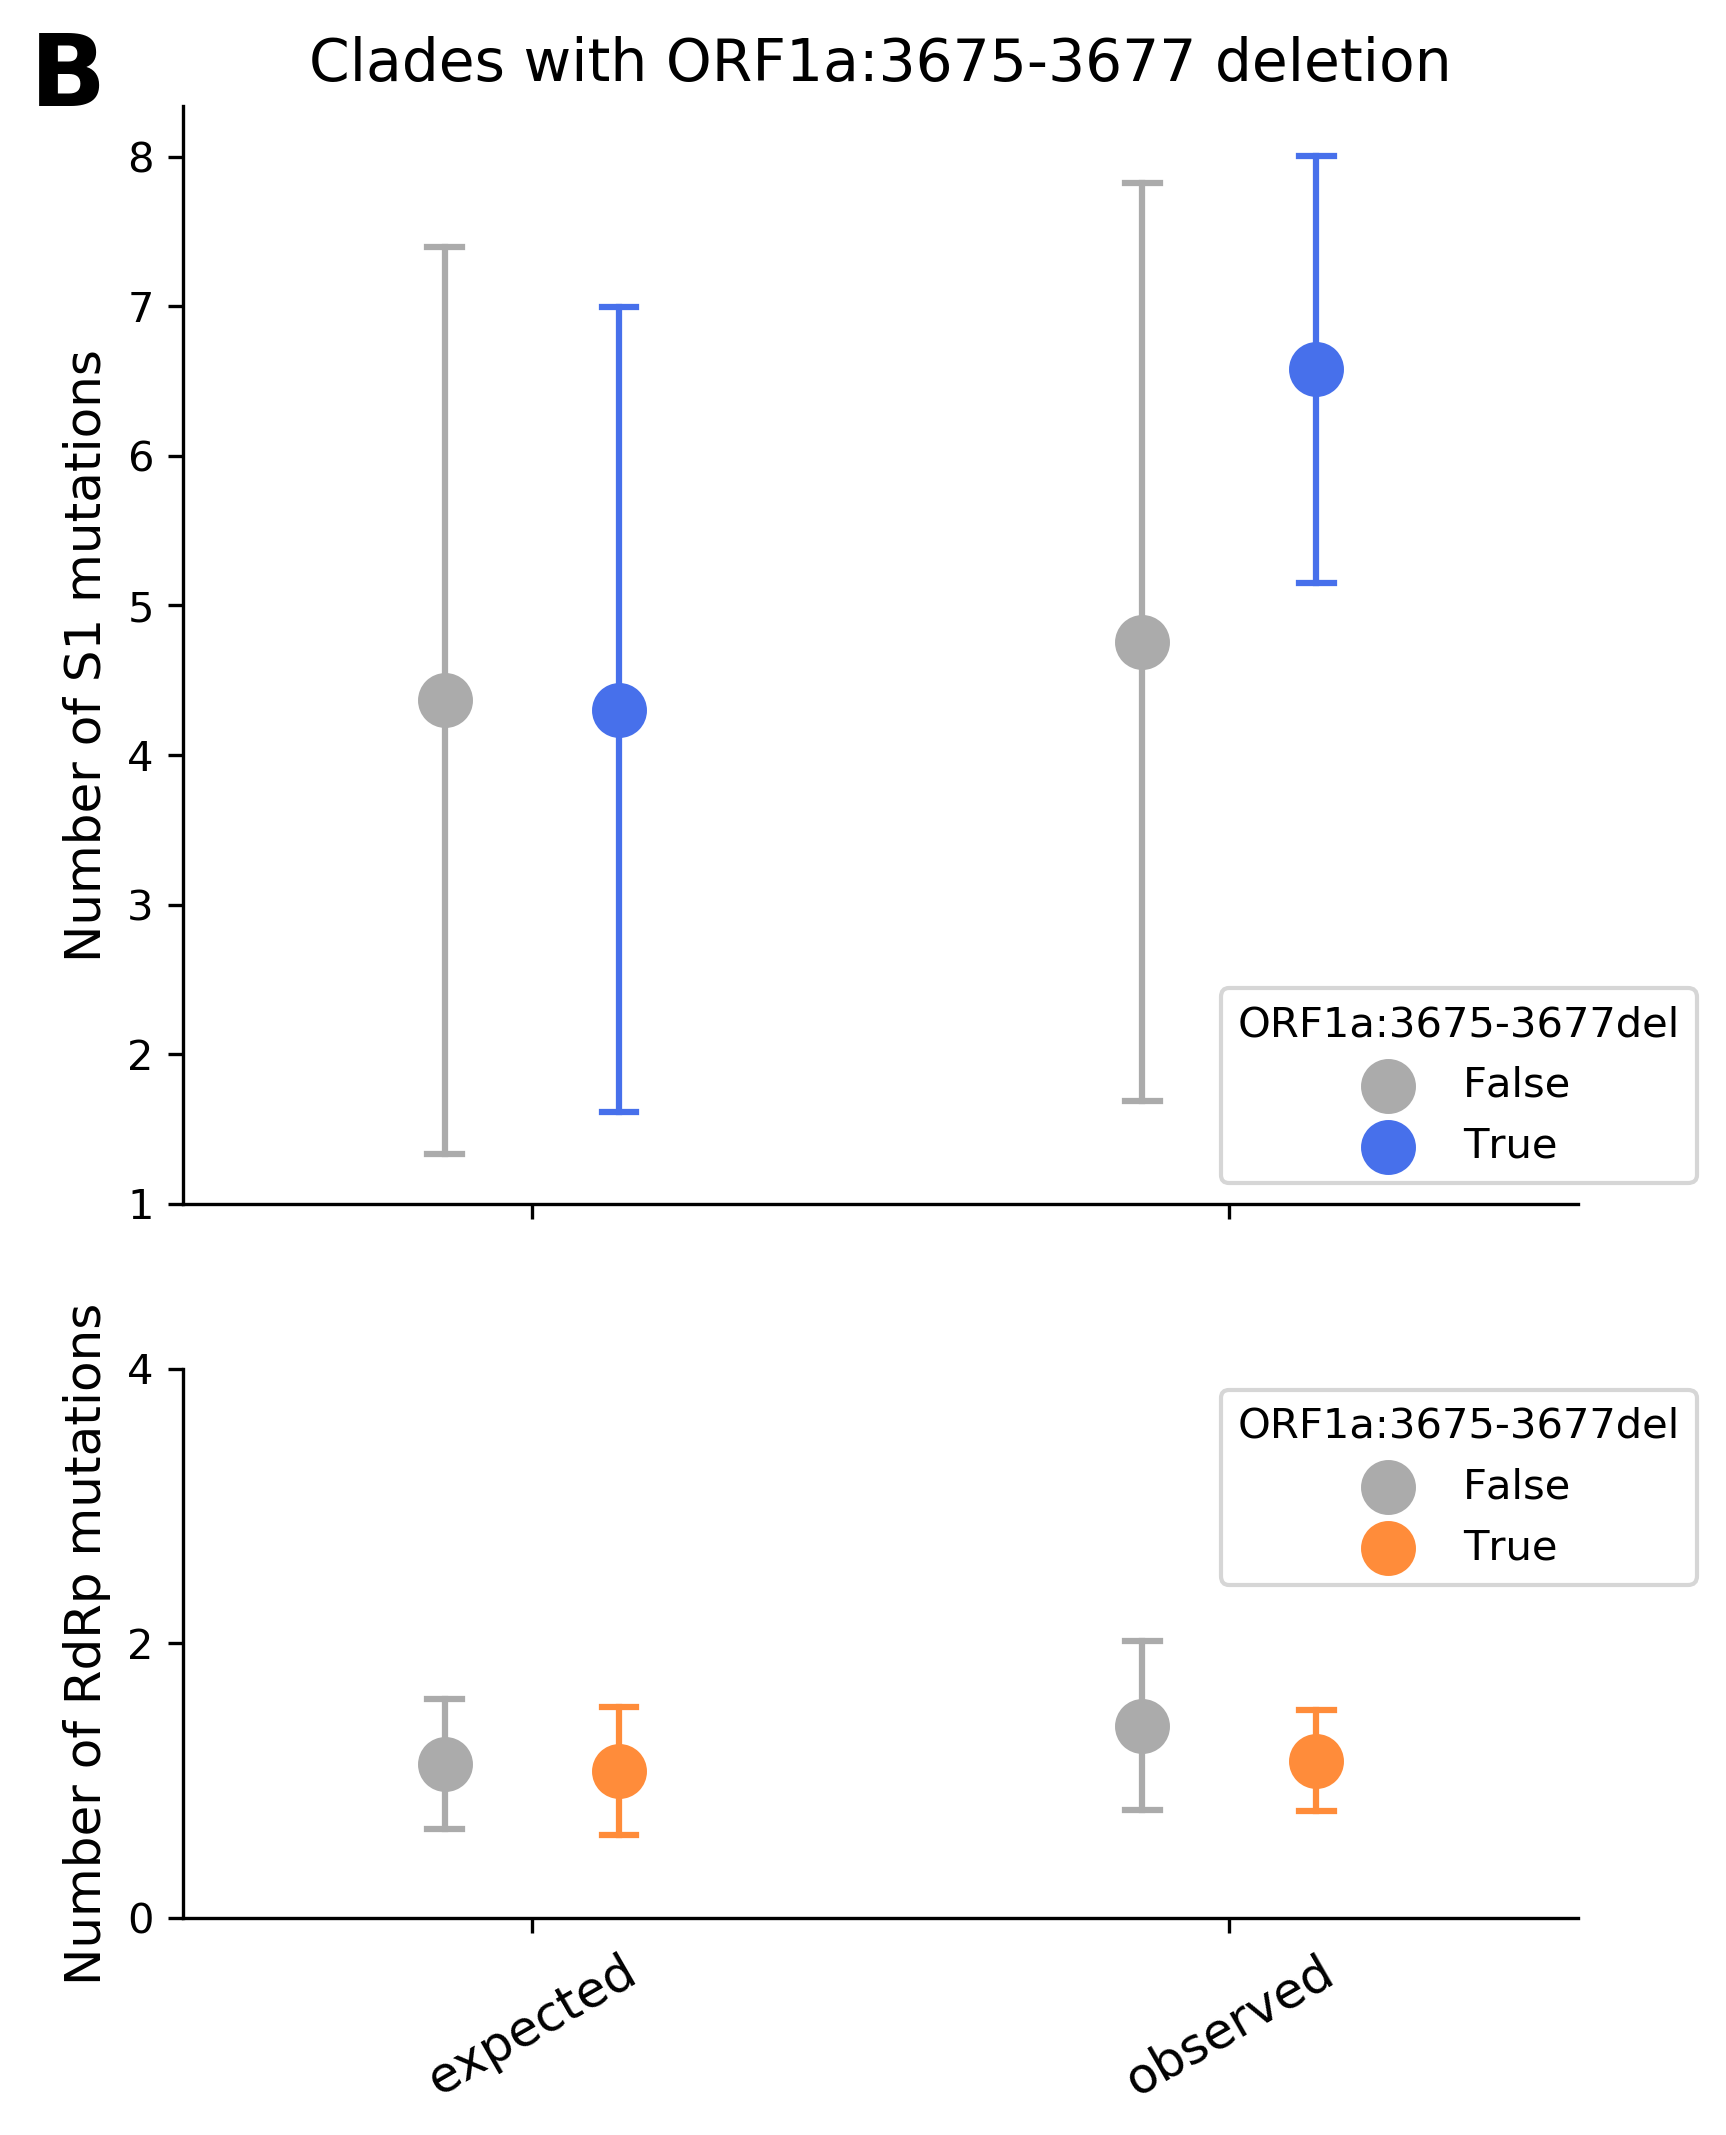 B
Clades with ORF1a:3675-3677 deletion
Number of S1 mutations
8
7
6
5
4
3
2
1
ORF1a:3675-3677del
False
True
Number of RdRp mutations
4
2
0
ORF1a:3675-3677del
False
True
expected
observed